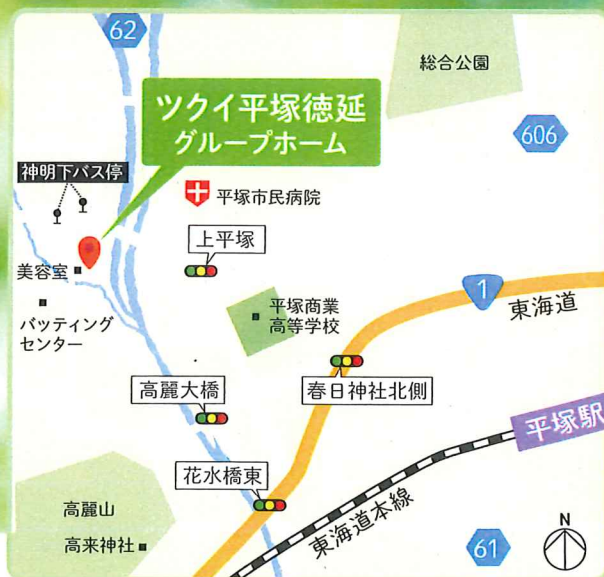 62
総合公園
ツクイ平塚徳延
グループホーム
606
神明下バス停
平塚市民病院
上平塚
美容室
1
東海道
平塚商業
高等学校
バッティング
センター
高麗大橋
春日神社北側
平塚駅
花水橋東
東海道本線
高麗山
高来神社
61
N